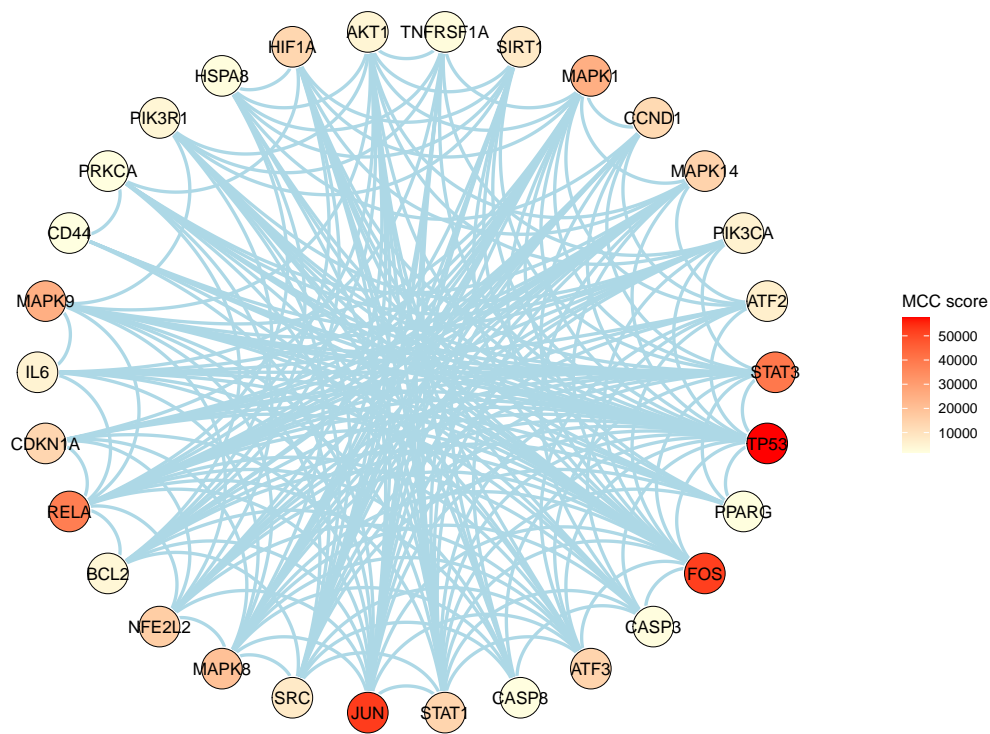 AKT1
TNFRSF1A
HIF1A
SIRT1
HSPA8
MAPK1
PIK3R1
CCND1
PRKCA
MAPK14
CD44
PIK3CA
MAPK9
ATF2
MCC score
50000
40000
30000
20000
10000
IL6
STAT3
CDKN1A
TP53
RELA
PPARG
BCL2
FOS
NFE2L2
CASP3
MAPK8
ATF3
SRC
CASP8
JUN
STAT1